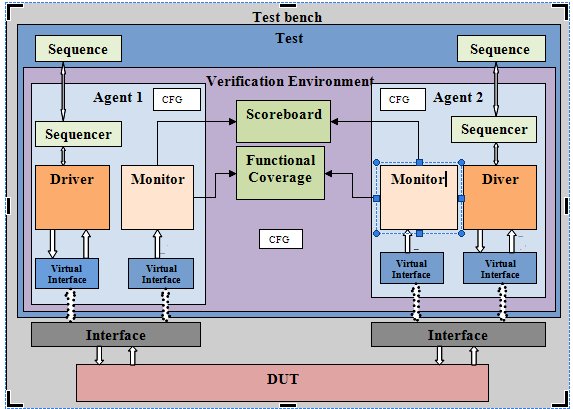 Test bench
Test
Sequence
Sequence
Verification Environment
Agent 1
CFG
CFG
Agent 2
Scoreboard
Sequencer
Sequencer
Functional
Coverage
Driver
Monitor
Monitor
Diver
CFG
Virtual
Interface
Virtual
Interface
Virtual
Interface
Virtual
Interface
Interface
Interface
DUT